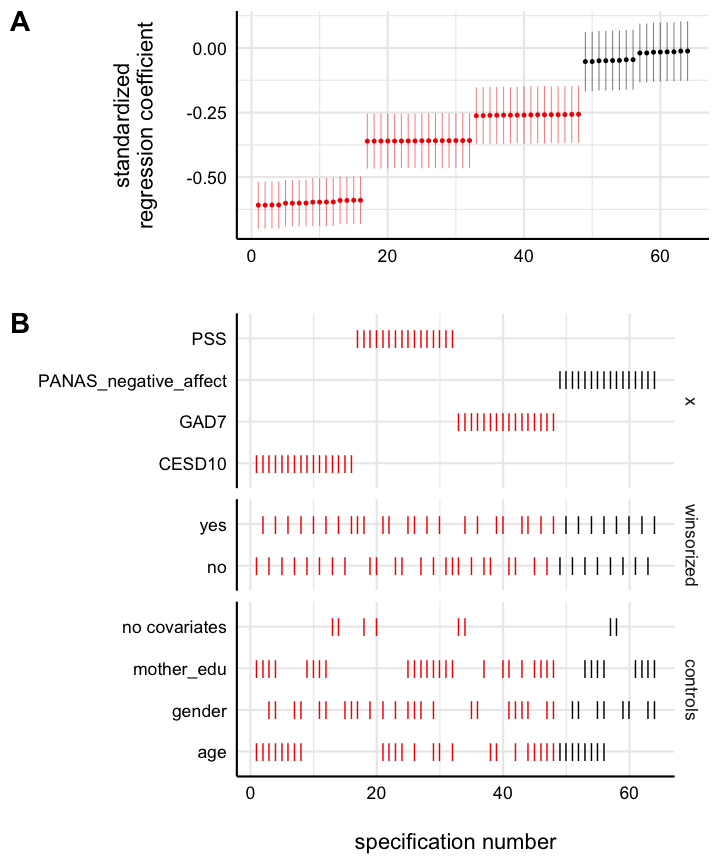 A
standardized
regression coefficient
0.00
-0.25
-0.50
0
20
40
60
B
PSS
PANAS_negative_affect
GAD7
CESD10
x
yes
no
winsorized
no covariates
mother_edu
gender
age
controls
0
20
40
60
specification number